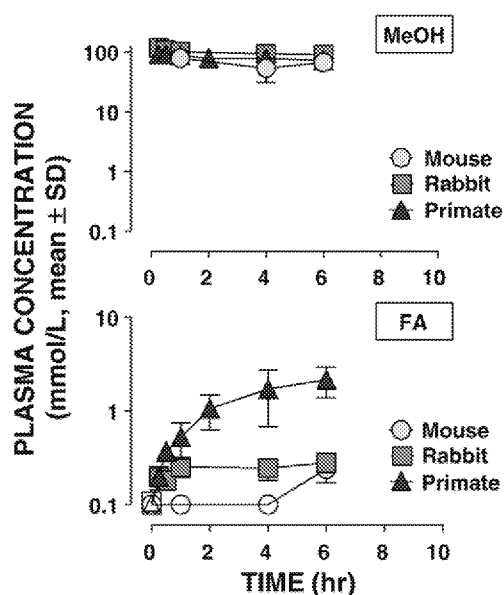 MeOH
100
10
1
0.1
Mouse
Rabbit
Primate
0 2 4 6 8 10
PLASMA CONCENTRATION
(mmol/L, mean ± SD)
FA
10
1
0.1
Mouse
Rabbit
Primate
0 2 4 6 8 10
TIME (hr)